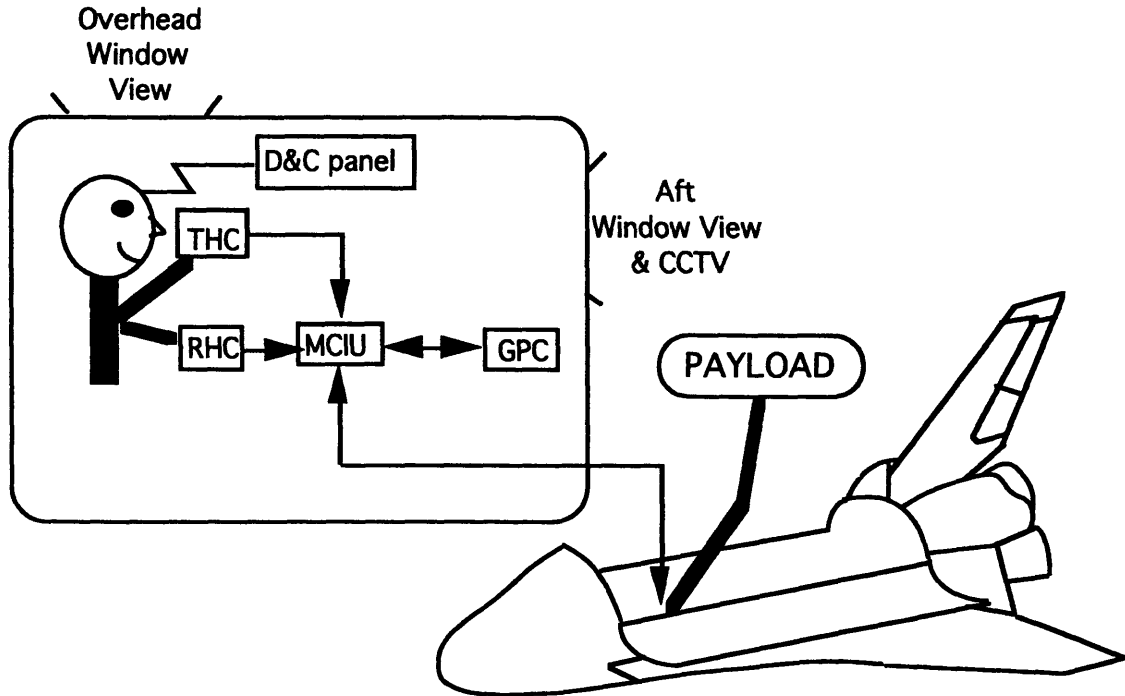 Overhead
Window
View
D&C panel
Aft
Window View
& CCTV
THC
RHC
MCIU
GPC
PAYLOAD